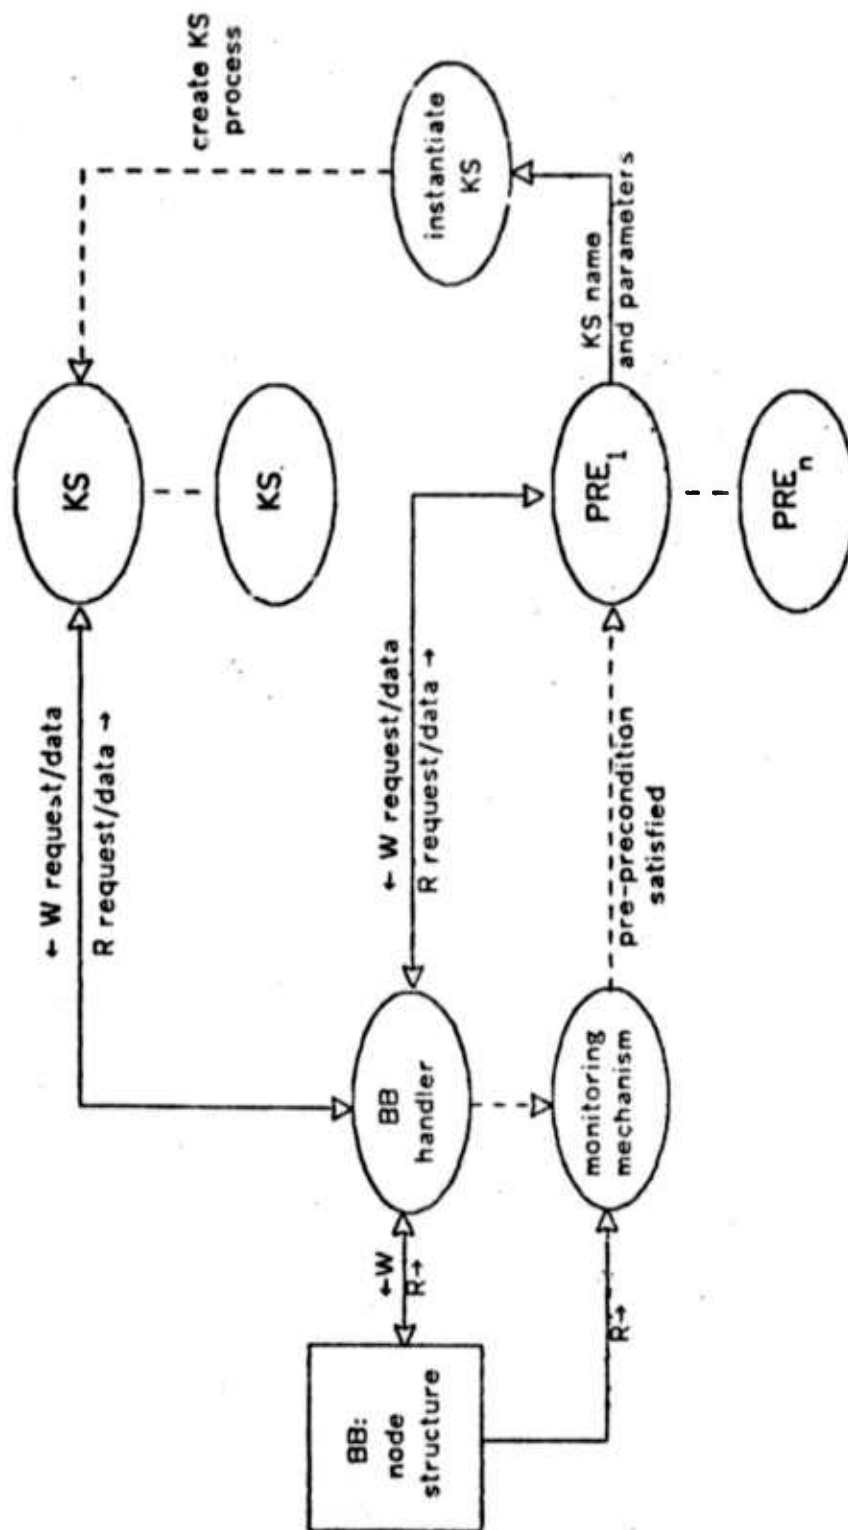 KS
← W request/data
R request/data →
create KS
process
KS
instantiate
KS
← W request/data
R request/data →
BB
handler
←W
R→
BB:
node
structure
KS name
and parameters
PRE1
monitoring
mechanism
pre-precondition
satisfied
R→
PREn